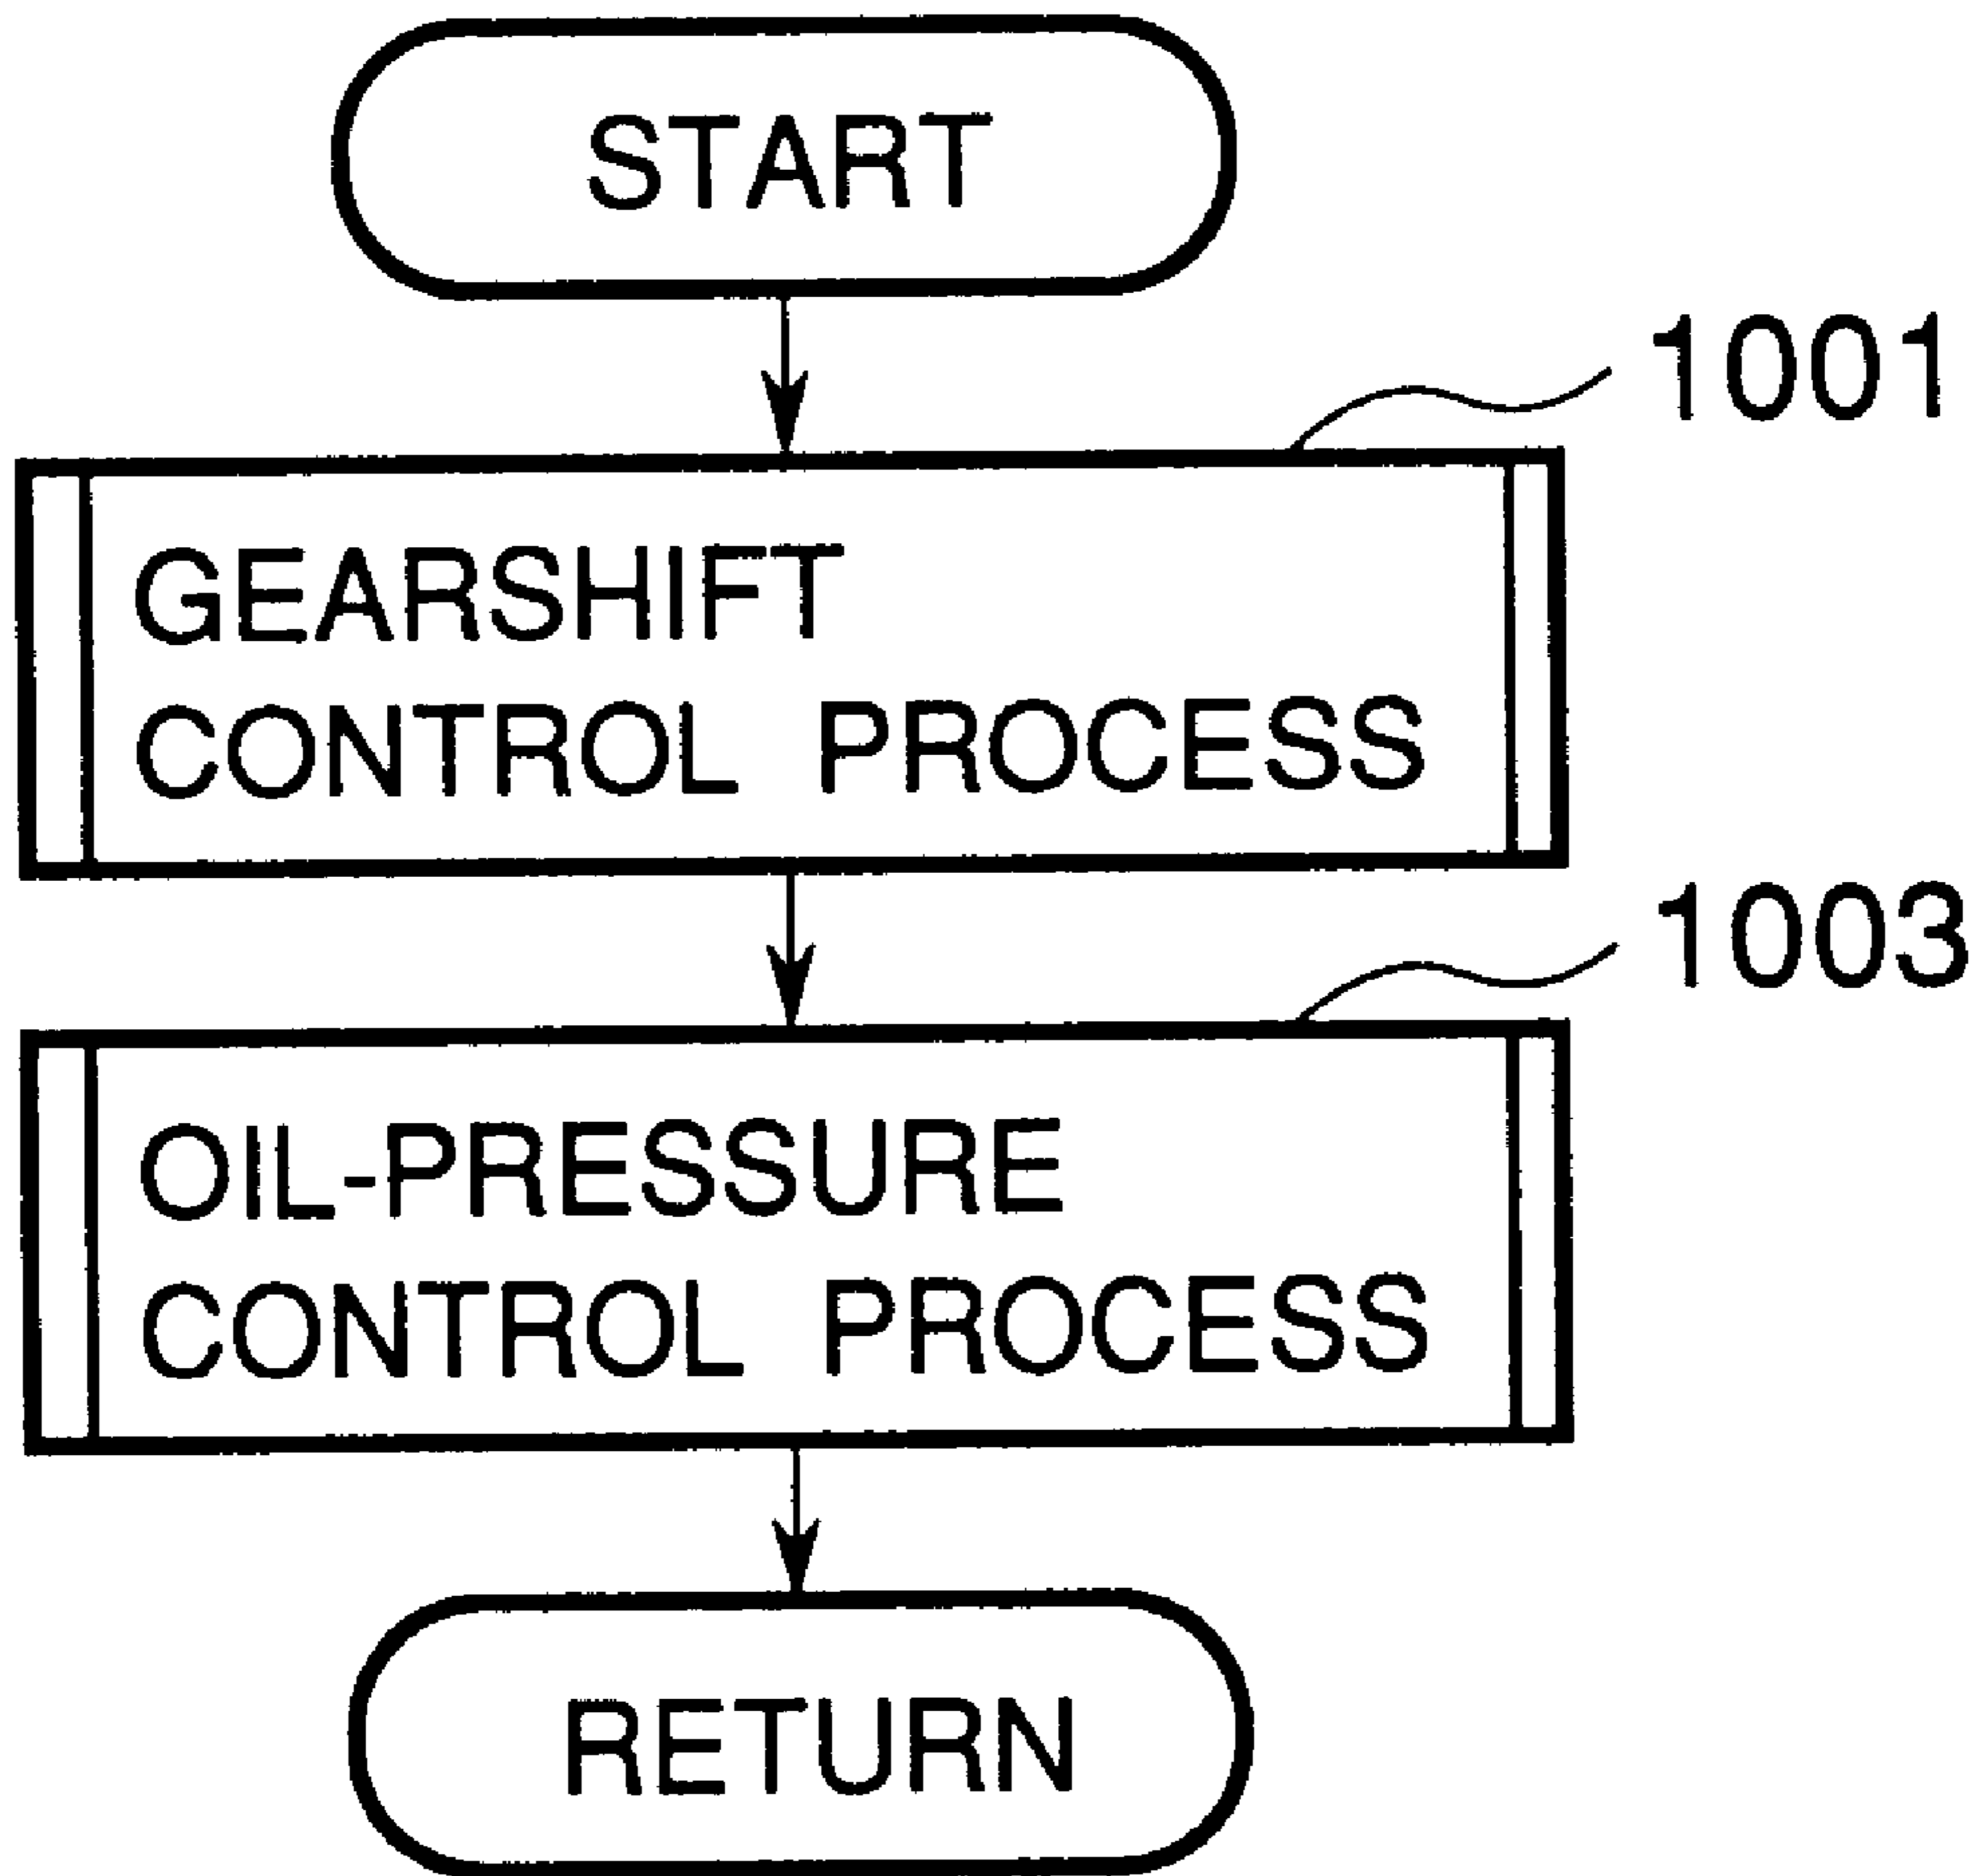 START
1001
GEARSHIFT
CONTROL PROCESS
1003
OIL-PRESSURE
CONTROL PROCESS
RETURN